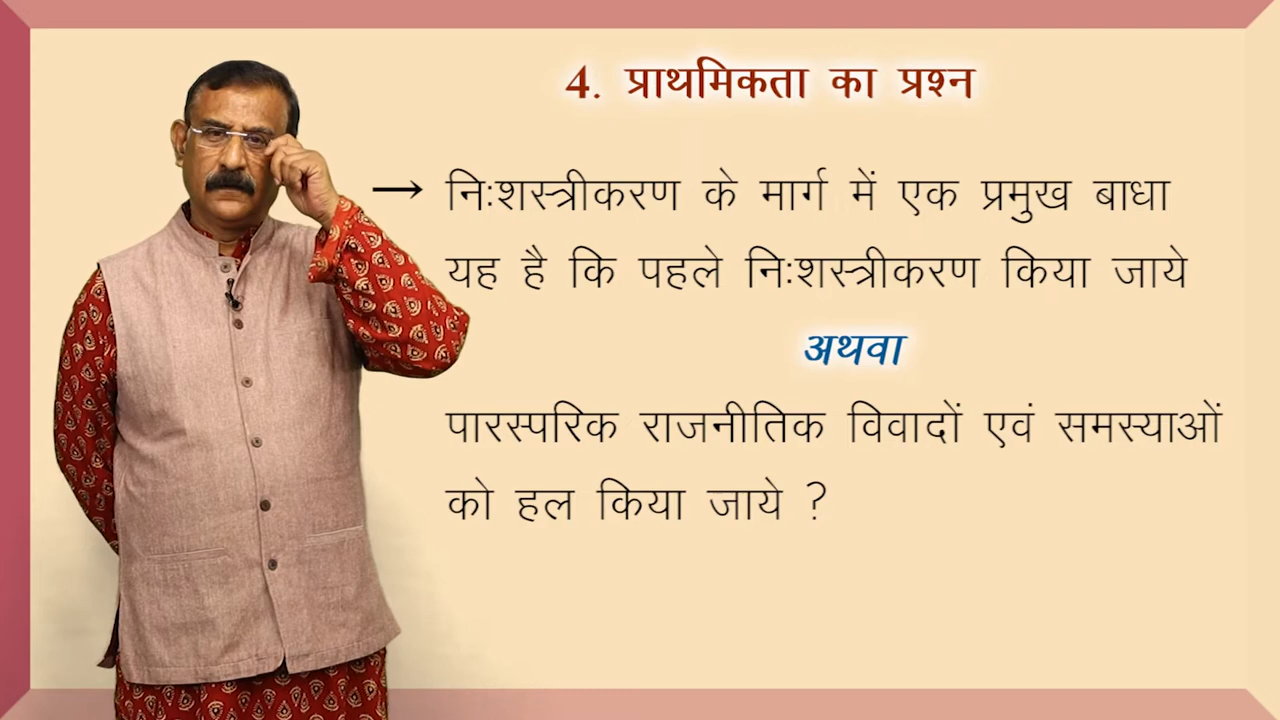 4. प्राथमिकता का प्रश्न
→ निःशस्त्रीकरण के मार्ग में एक प्रमुख बाधा
यह है कि पहले निःशस्त्रीकरण किया जाये
अथवा
पारस्परिक राजनीतिक विवादों एवं समस्याओं
को हल किया जाये ?